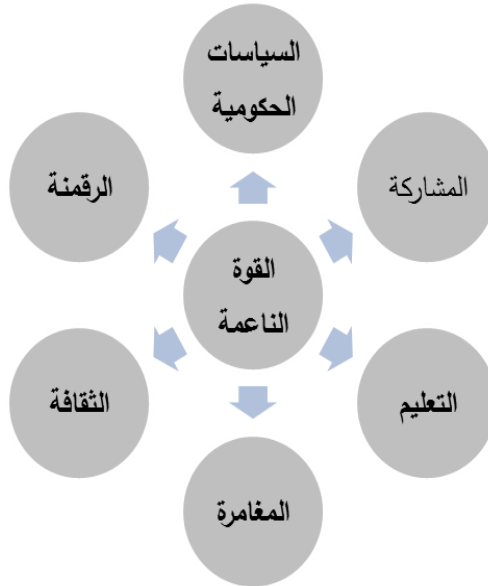 السياسات
الحكومية
المشاركة
الرقمنة
القوة
الناعمة
التعليم
الثقافة
المغامرة